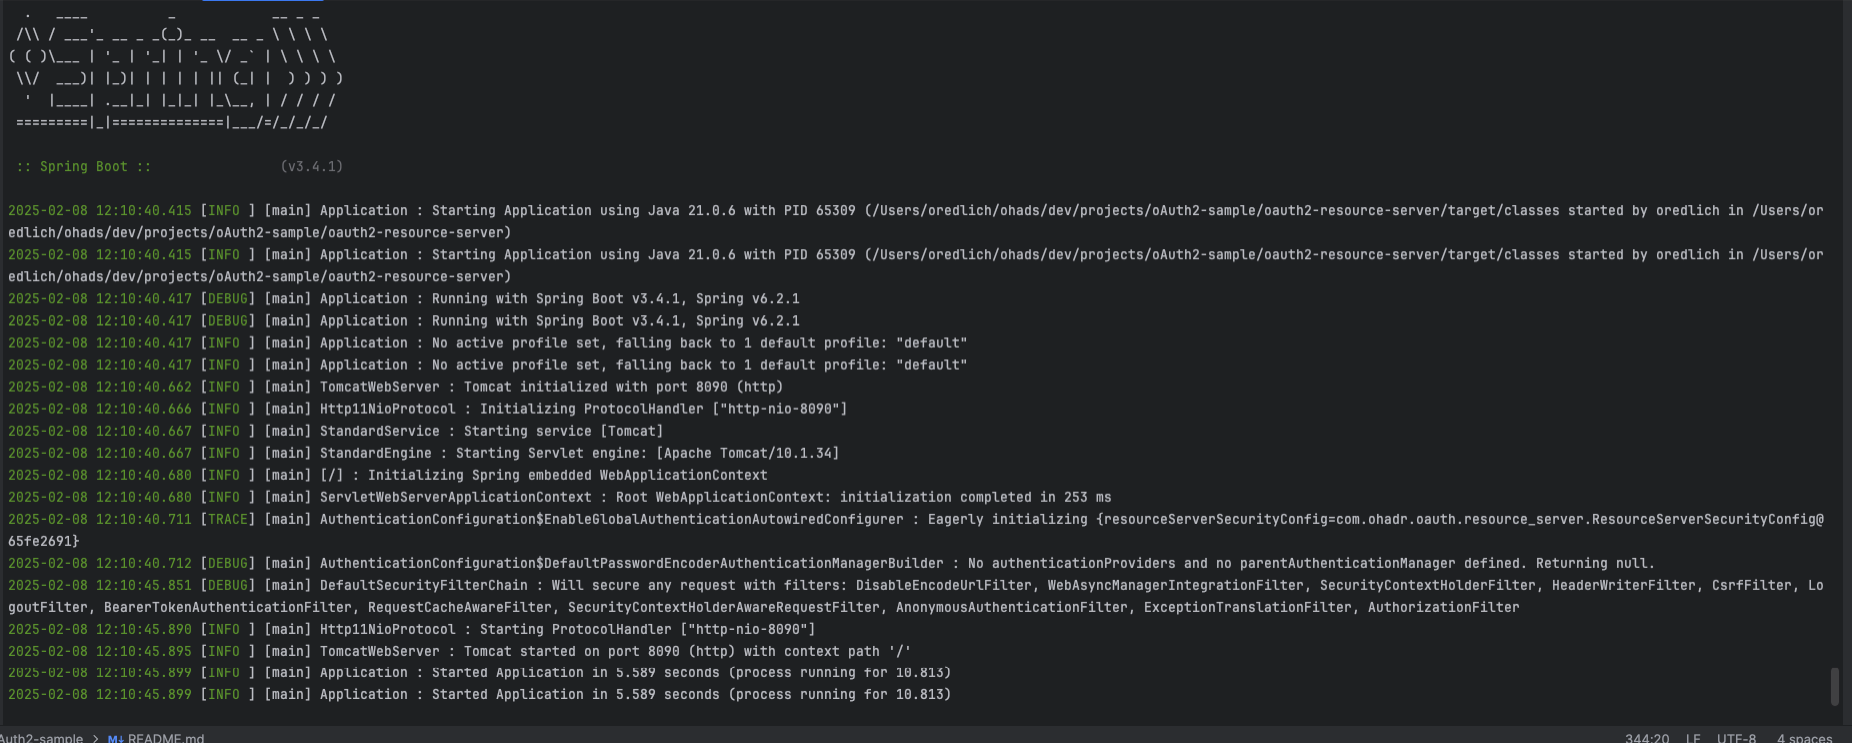 .   ____          _            __ _ _
 /\\ / ___'_ __ _ _(_)_ __  __ _ \ \ \ \
( ( )\___ | '_ | '_| | '_ \/ _` | \ \ \ \
 \\/  ___)| |_)| | | | | || (_| |  ) ) ) )
  '  |____| .__|_| |_|_| |_\__, | / / / /
 =========|_|==============|___/=/_/_/_/
 :: Spring Boot ::                (v3.4.1)
2025-02-08 12:10:40.415 [INFO ] [main] Application : Starting Application using Java 21.0.6 with PID 65309 (/Users/oredlich/ohads/dev/projects/oAuth2-sample/oauth2-resource-server/target/classes started by oredlich in /Users/or
edlich/ohads/dev/projects/oAuth2-sample/oauth2-resource-server)
2025-02-08 12:10:40.415 [INFO ] [main] Application : Starting Application using Java 21.0.6 with PID 65309 (/Users/oredlich/ohads/dev/projects/oAuth2-sample/oauth2-resource-server/target/classes started by oredlich in /Users/or
edlich/ohads/dev/projects/oAuth2-sample/oauth2-resource-server)
2025-02-08 12:10:40.417 [DEBUG] [main] Application : Running with Spring Boot v3.4.1, Spring v6.2.1
2025-02-08 12:10:40.417 [DEBUG] [main] Application : Running with Spring Boot v3.4.1, Spring v6.2.1
2025-02-08 12:10:40.417 [INFO ] [main] Application : No active profile set, falling back to 1 default profile: "default"
2025-02-08 12:10:40.417 [INFO ] [main] Application : No active profile set, falling back to 1 default profile: "default"
2025-02-08 12:10:40.662 [INFO ] [main] TomcatWebServer : Tomcat initialized with port 8090 (http)
2025-02-08 12:10:40.666 [INFO ] [main] Http11NioProtocol : Initializing ProtocolHandler ["http-nio-8090"]
2025-02-08 12:10:40.667 [INFO ] [main] StandardService : Starting service [Tomcat]
2025-02-08 12:10:40.667 [INFO ] [main] StandardEngine : Starting Servlet engine: [Apache Tomcat/10.1.34]
2025-02-08 12:10:40.680 [INFO ] [main] [/] : Initializing Spring embedded WebApplicationContext
2025-02-08 12:10:40.680 [INFO ] [main] ServletWebServerApplicationContext : Root WebApplicationContext: initialization completed in 253 ms
2025-02-08 12:10:40.711 [TRACE] [main] AuthenticationConfiguration$EnableGlobalAuthenticationAutowiredConfigurer : Eagerly initializing {resourceServerSecurityConfig=com.ohadr.oauth.resource_server.ResourceServerSecurityConfig@
65fe2691}
2025-02-08 12:10:40.712 [DEBUG] [main] AuthenticationConfiguration$DefaultPasswordEncoderAuthenticationManagerBuilder : No authenticationProviders and no parentAuthenticationManager defined. Returning null.
2025-02-08 12:10:45.851 [DEBUG] [main] DefaultSecurityFilterChain : Will secure any request with filters: DisableEncodeUrlFilter, WebAsyncManagerIntegrationFilter, SecurityContextHolderFilter, HeaderWriterFilter, CsrfFilter, Lo
goutFilter, BearerTokenAuthenticationFilter, RequestCacheAwareFilter, SecurityContextHolderAwareRequestFilter, AnonymousAuthenticationFilter, ExceptionTranslationFilter, AuthorizationFilter
2025-02-08 12:10:45.890 [INFO ] [main] Http11NioProtocol : Starting ProtocolHandler ["http-nio-8090"]
2025-02-08 12:10:45.895 [INFO ] [main] TomcatWebServer : Tomcat started on port 8090 (http) with context path '/'
2025-02-08 12:10:45.899 [INFO ] [main] Application : Started Application in 5.589 seconds (process running for 10.813)
2025-02-08 12:10:45.899 [INFO ] [main] Application : Started Application in 5.589 seconds (process running for 10.813)
Auth2-sample > M↓ README.md 344:20 LF UTF-8 4 spaces